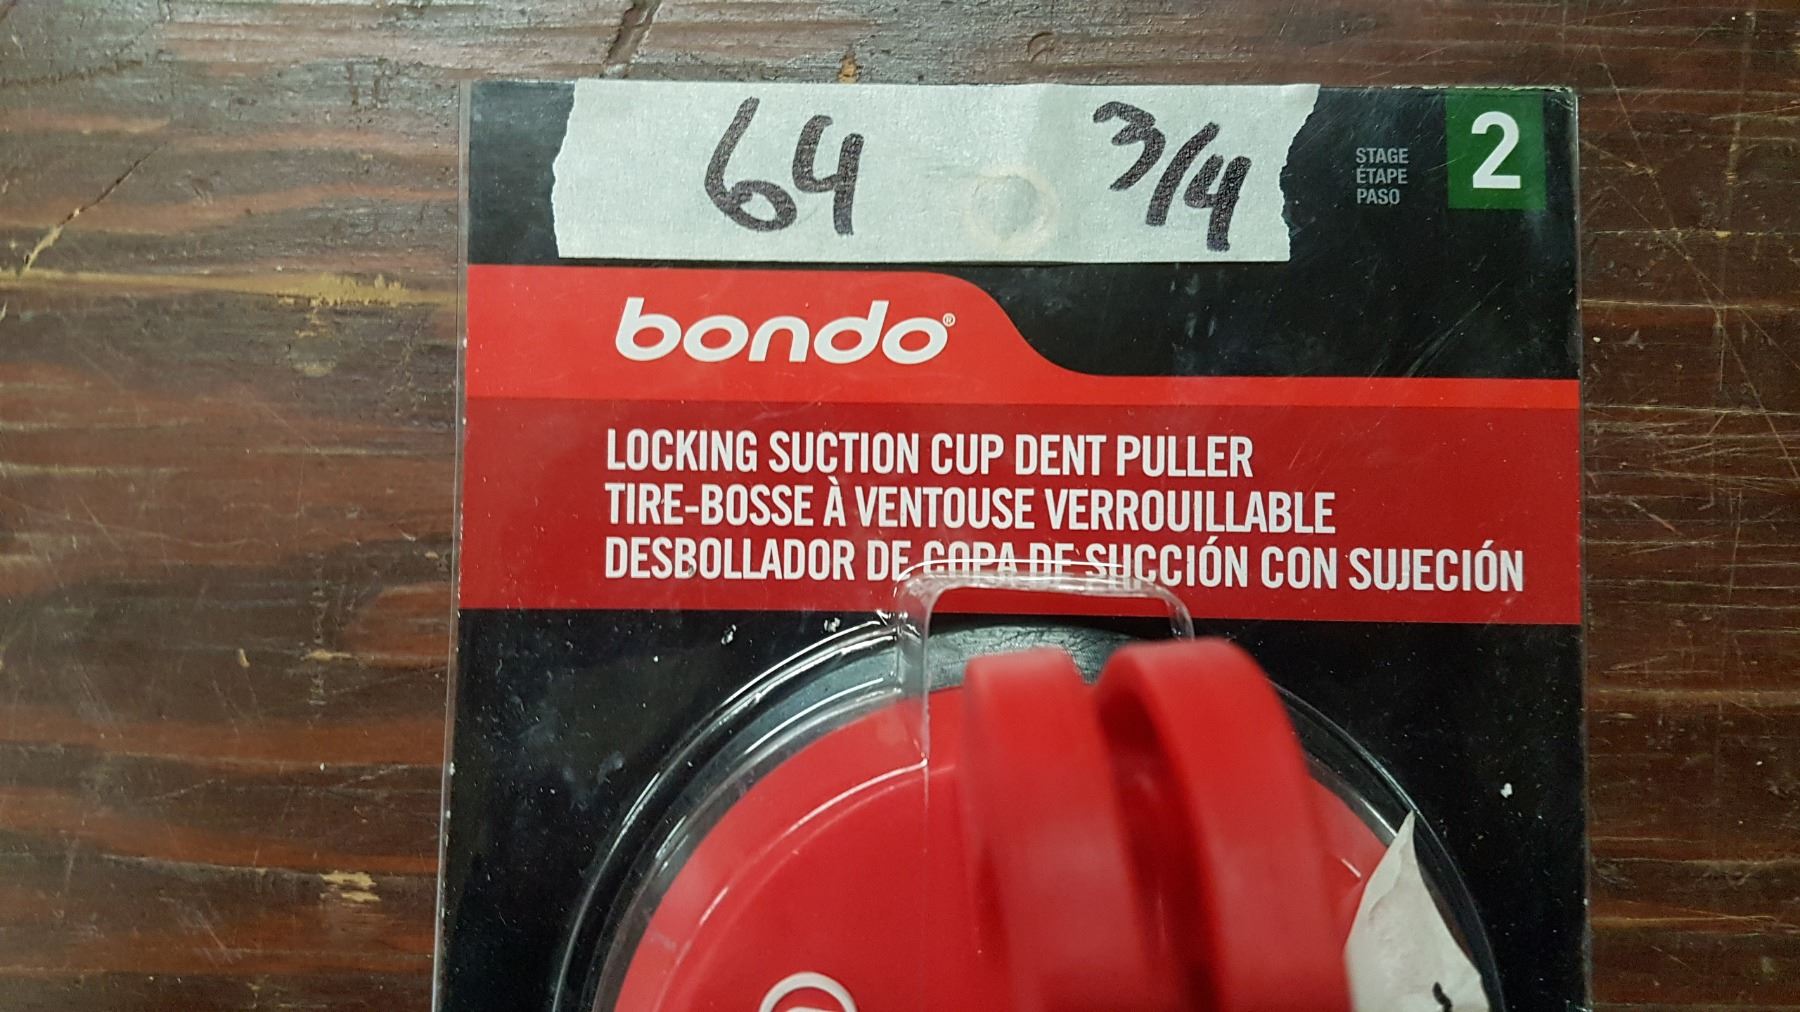 64 3/4
STAGE
ÉTAPE
PASO
2
bondo®
LOCKING SUCTION CUP DENT PULLER
TIRE-BOSSE À VENTOUSE VERROUILLABLE
DESBOLLADOR DE COPA DE SUCCIÓN CON SUJECIÓN